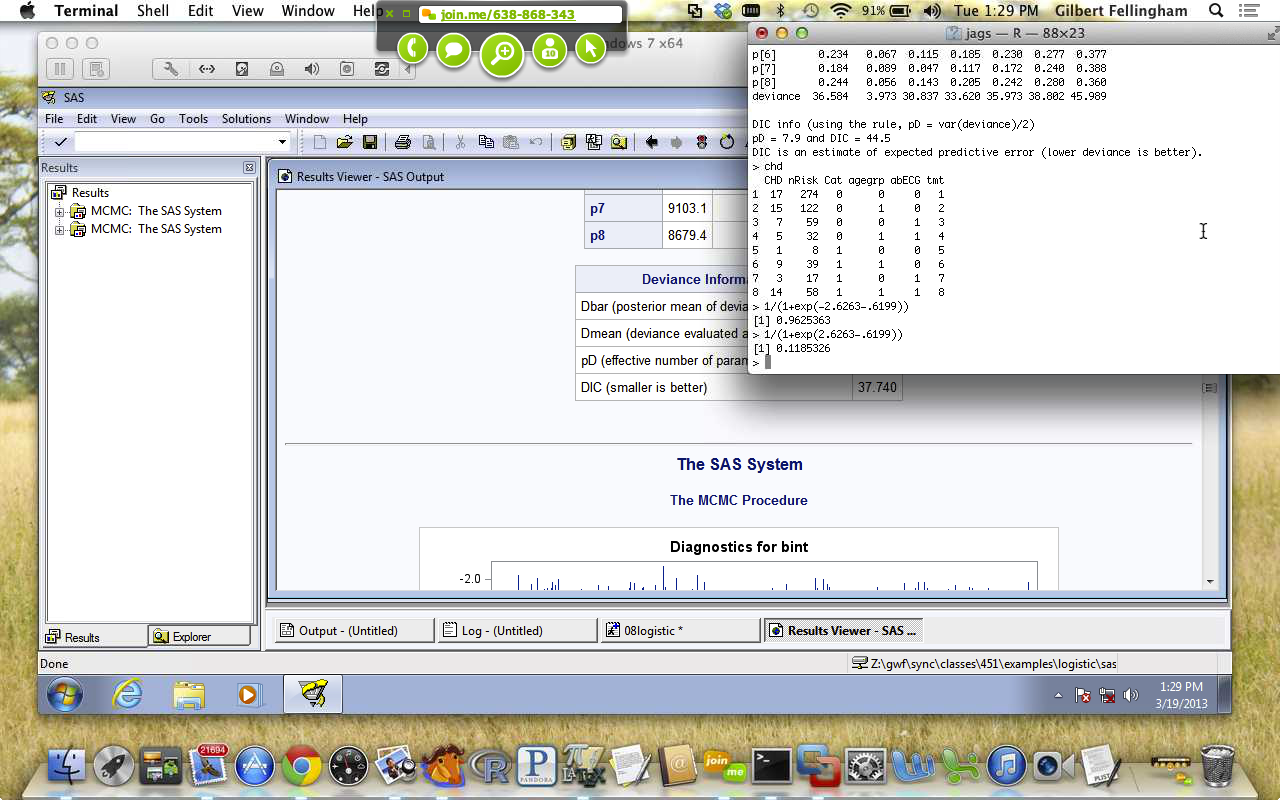 Terminal Shell Edit View Window Help
91% Tue 1:29 PM Gilbert Fellingham
join.me/638-868-343
10
ndows 7 x64
jags — R — 88×23
p[6] 0.234 0.067 0.115 0.185 0.230 0.277 0.377
p[7] 0.184 0.089 0.047 0.117 0.172 0.240 0.388
p[8] 0.244 0.056 0.143 0.205 0.242 0.280 0.360
deviance 36.584 3.973 30.837 33.620 35.973 38.802 45.989
DIC info (using the rule, pD = var(deviance)/2)
pD = 7.9 and DIC = 44.5
DIC is an estimate of expected predictive error (lower deviance is better).
> chd
CHD nRisk Cat agegrp abECG tmt
1 17 274 0 0 0 1
2 15 122 0 1 0 2
3 7 59 0 0 1 3
4 5 32 0 1 1 4
5 1 8 1 0 0 5
6 9 39 1 1 0 6
7 3 17 1 0 1 7
8 14 58 1 1 1 8
> 1/(1+exp(-2.6263-.6199))
[1] 0.9625363
> 1/(1+exp(2.6263-.6199))
[1] 0.1185326
>
SAS
File Edit View Go Tools Solutions Window Help
Results
Results
MCMC: The SAS System
MCMC: The SAS System
Results Viewer - SAS Output
p7 9103.1
p8 8679.4
Deviance Informa
Dbar (posterior mean of devia
Dmean (deviance evaluated a
pD (effective number of param
DIC (smaller is better) 37.740
The SAS System
The MCMC Procedure
Diagnostics for bint
-2.0
Results
Explorer
Output - (Untitled)
Log - (Untitled)
08logistic *
Results Viewer - SAS ...
Done
Z:\gwf\sync\classes\451\examples\logistic\sas
1:29 PM
3/19/2013
21694
PANDORA
LATEX
join
me
PLIST